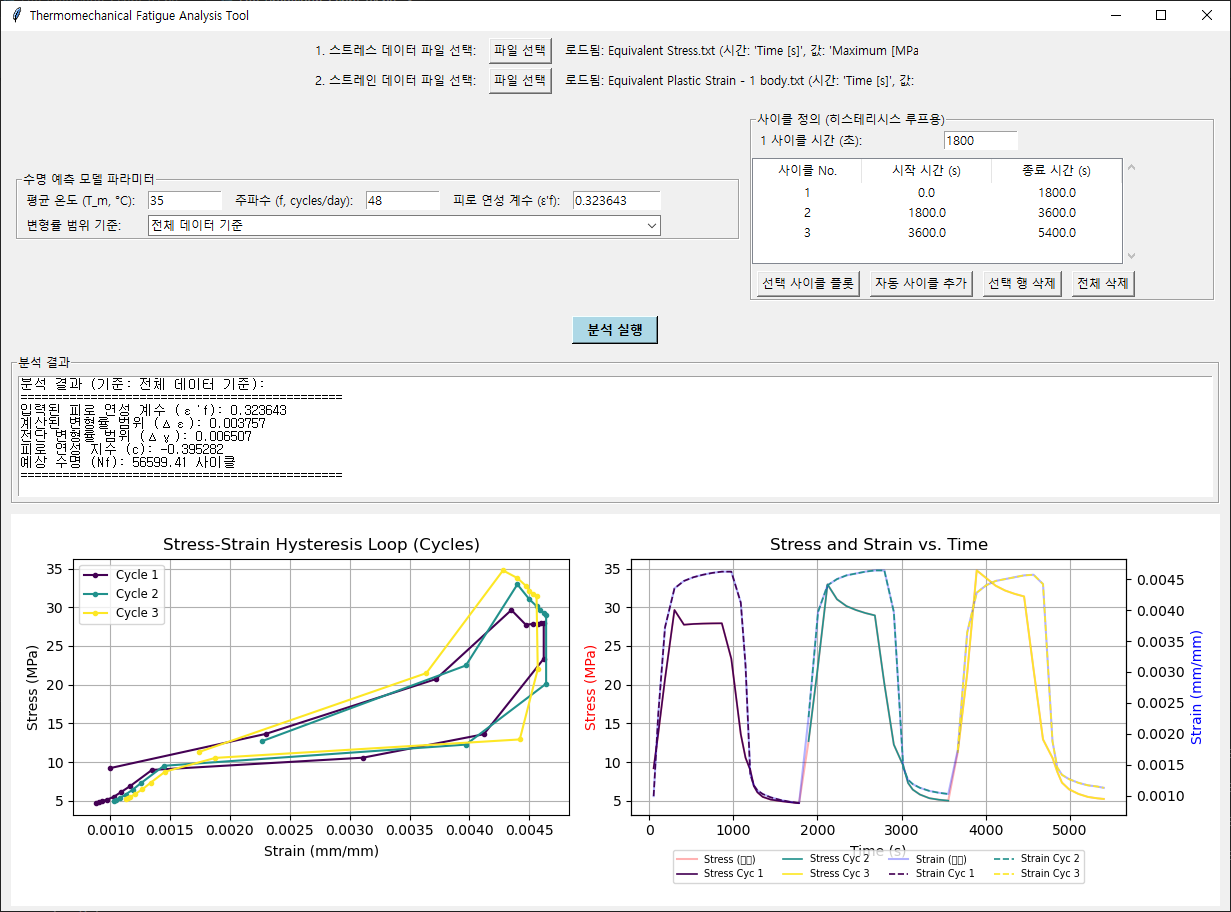 Thermomechanical Fatigue Analysis Tool
1. 스트레스 데이터 파일 선택: 파일 선택 로드됨: Equivalent Stress.txt (시간: 'Time [s]', 값: 'Maximum [MPa
2. 스트레인 데이터 파일 선택: 파일 선택 로드됨: Equivalent Plastic Strain - 1 body.txt (시간: 'Time [s]', 값:
수명 예측 모델 파라미터
평균 온도 (T_m, °C): 35 주파수 (f, cycles/day): 48 피로 연성 계수 (ε'f): 0.323643
변형률 범위 기준: 전체 데이터 기준
사이클 정의 (히스테리시스 루프용)
1 사이클 시간 (초): 1800
사이클 No. 시작 시간 (s) 종료 시간 (s)
1 0.0 1800.0
2 1800.0 3600.0
3 3600.0 5400.0
선택 사이클 플롯 자동 사이클 추가 선택 행 삭제 전체 삭제
분석 실행
분석 결과
분석 결과 (기준: 전체 데이터 기준):
==============================================
입력된 피로 연성 계수 (ε'f): 0.323643
계산된 변형률 범위 (Δε): 0.003757
전단 변형률 범위 (Δγ): 0.006507
피로 연성 지수 (c): -0.395282
예상 수명 (Nf): 56599.41 사이클
==============================================
Stress-Strain Hysteresis Loop (Cycles)
Cycle 1
Cycle 2
Cycle 3
35
30
25
20
15
10
5
Stress (MPa)
0.0010 0.0015 0.0020 0.0025 0.0030 0.0035 0.0040 0.0045
Strain (mm/mm)
Stress and Strain vs. Time
35
30
25
20
15
10
5
Stress (MPa)
0.0045
0.0040
0.0035
0.0030
0.0025
0.0020
0.0015
0.0010
Strain (mm/mm)
0 1000 2000 3000 4000 5000
Time (s)
Stress (▯▯) Stress Cyc 2 Strain (▯▯) Strain Cyc 2
Stress Cyc 1 Stress Cyc 3 Strain Cyc 1 Strain Cyc 3